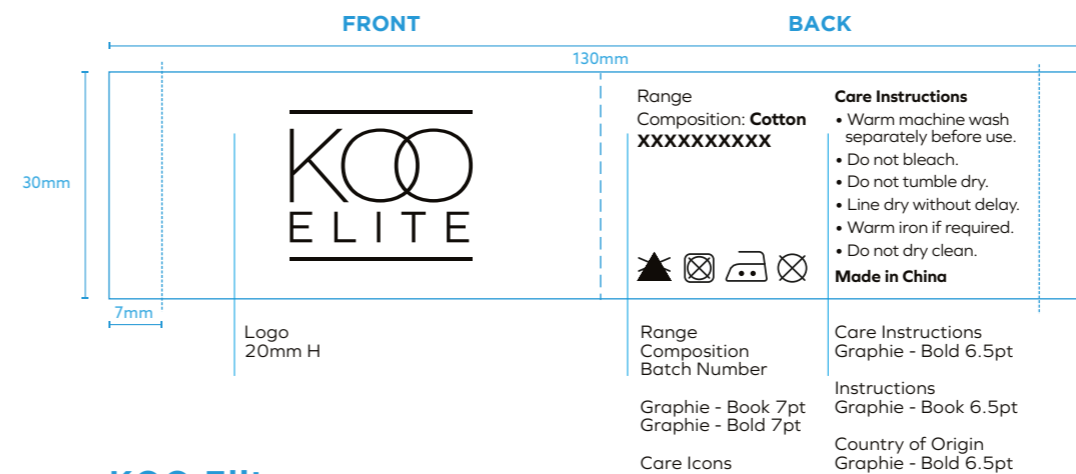 FRONT
BACK
130mm
30mm
7mm
KOO
ELITE
Range
Composition: Cotton
XXXXXXXXXX
Care Instructions
• Warm machine wash
separately before use.
• Do not bleach.
• Do not tumble dry.
• Line dry without delay.
• Warm iron if required.
• Do not dry clean.
Made in China
Logo
20mm H
Range
Composition
Batch Number
Graphie - Book 7pt
Graphie - Bold 7pt
Care Icons
Care Instructions
Graphie - Bold 6.5pt
Instructions
Graphie - Book 6.5pt
Country of Origin
Graphie - Bold 6.5pt